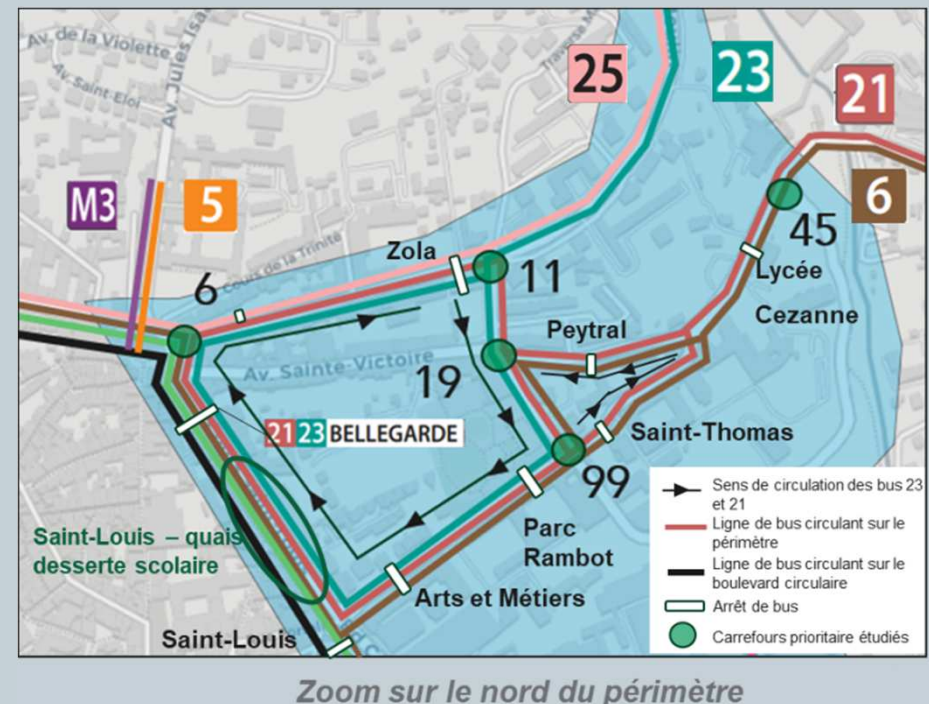 Av. de la Violette
Av. Saint-Eloi
Av. Jules Isaac
25
23
21
M3
5
6
45
Cours de la Trinité
Zola
6
11
Lycée
Cezanne
Peytral
Av. Sainte-Victoire
19
21 23 BELLEGARDE
Saint-Thomas
99
Saint-Louis – quais
desserte scolaire
Parc
Rambot
Arts et Métiers
Saint-Louis
Sens de circulation des bus 23
et 21
Ligne de bus circulant sur le
périmètre
Ligne de bus circulant sur le
boulevard circulaire
Arrêt de bus
Carrefours prioritaire étudiés
Zoom sur le nord du périmètre